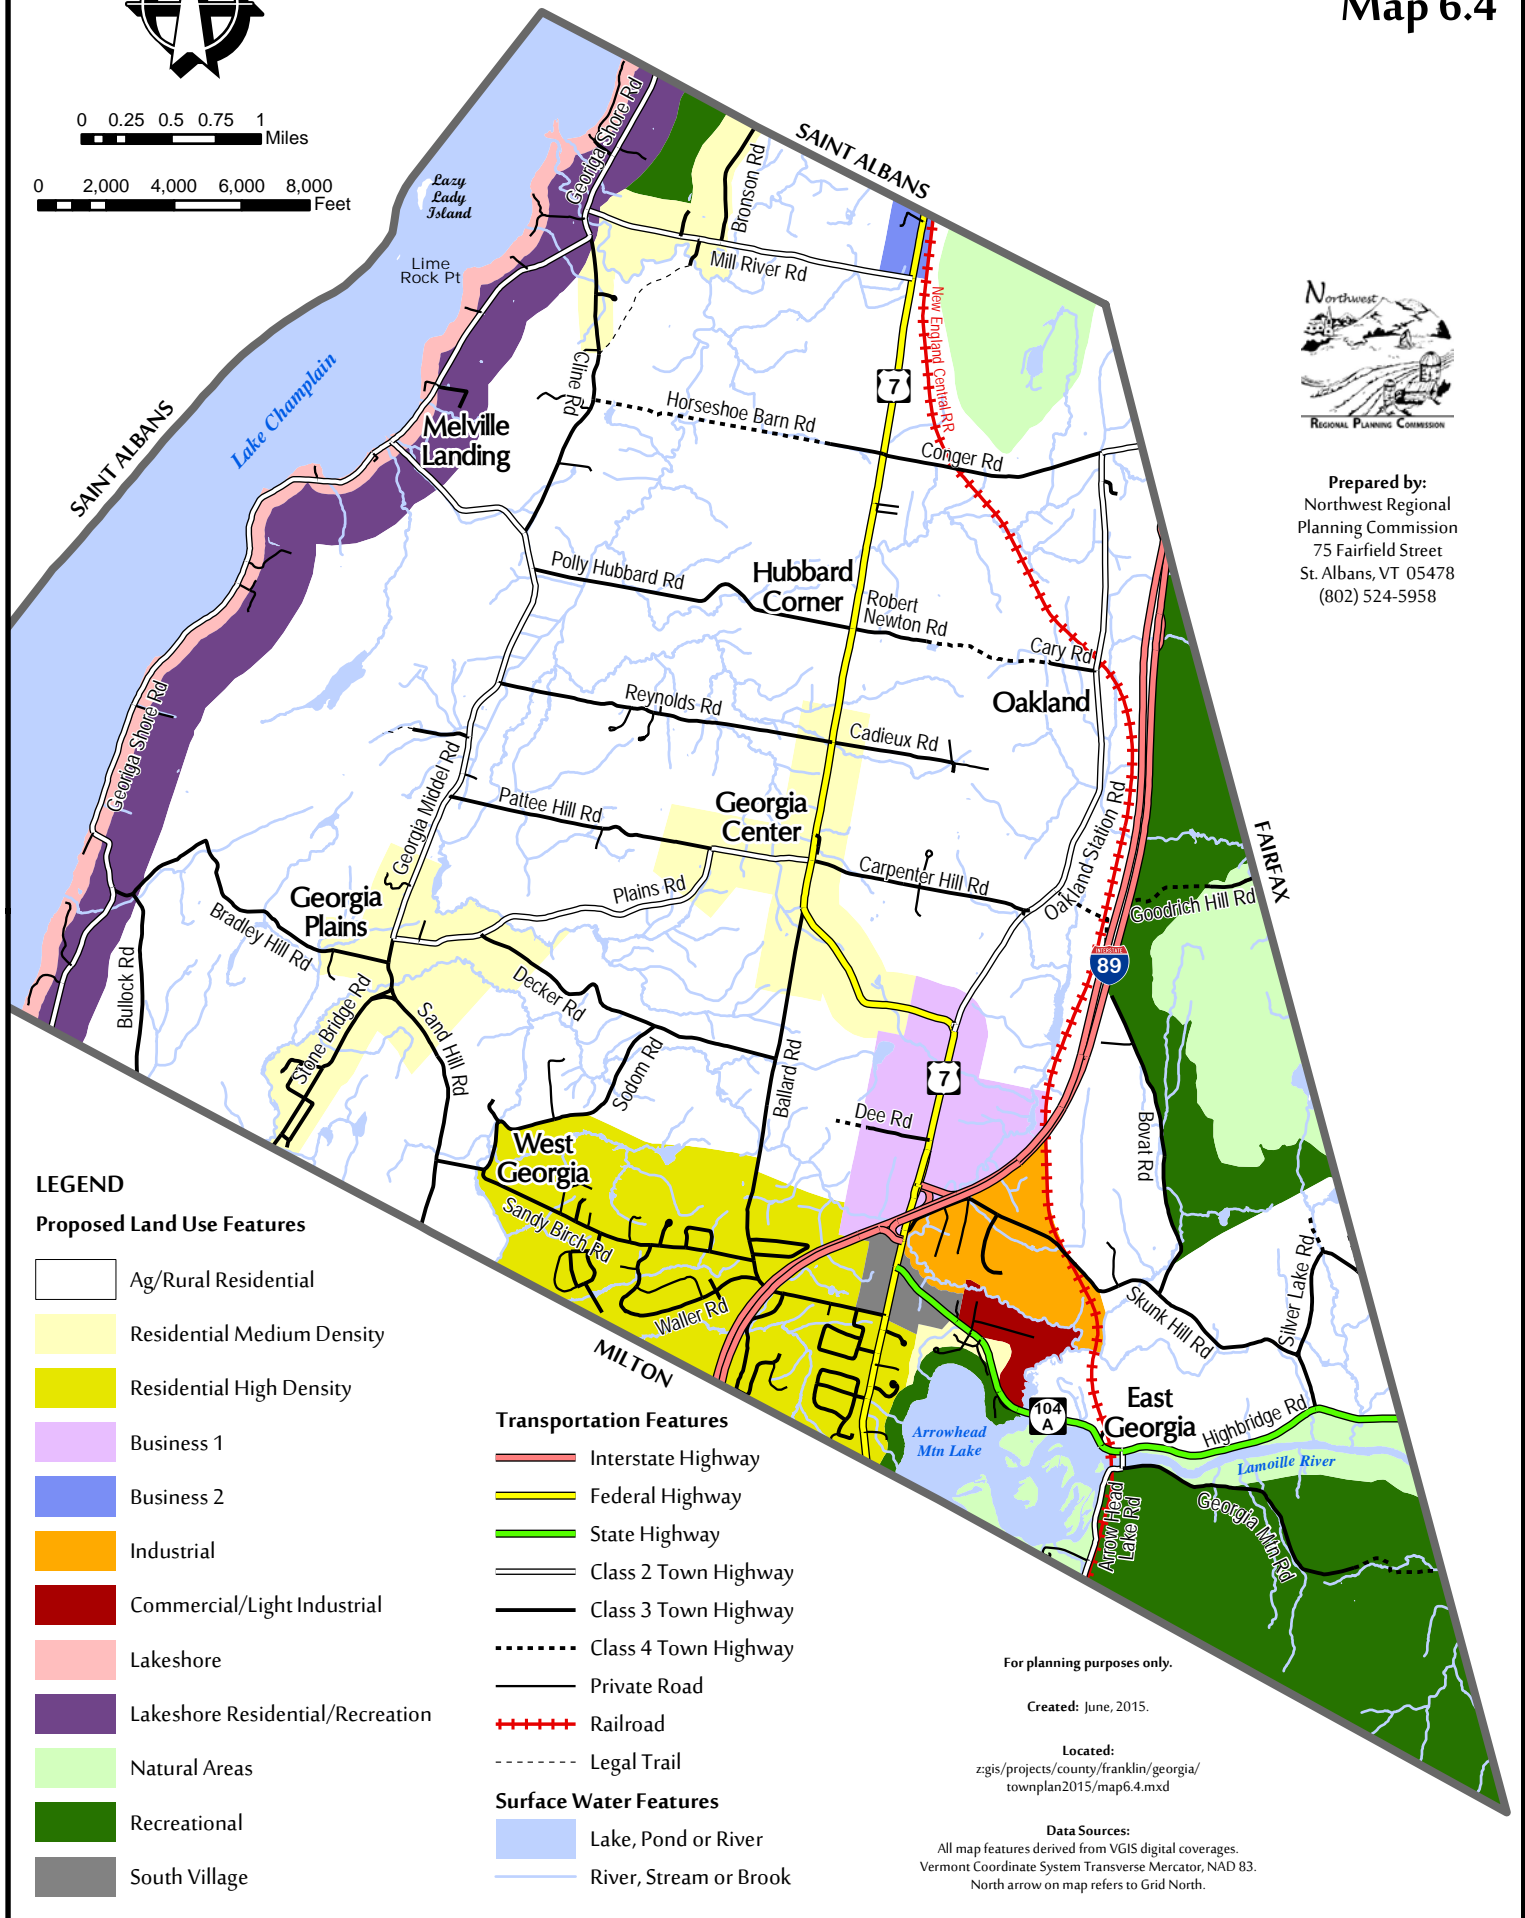 Map 6.4
0 0.25 0.5 0.75 1
Miles
0 2,000 4,000 6,000 8,000
Feet
SAINT ALBANS
Georiga Shore Rd
Bronson Rd
Lazy
Lady
Island
Lime
Rock Pt
Mill River Rd
New England Central RR
Northwest
REGIONAL PLANNING COMMISSION
Lake Champlain
SAINT ALBANS
Cline Rd
7
Horseshoe Barn Rd
Conger Rd
Melville
Landing
Prepared by:
Northwest Regional
Planning Commission
75 Fairfield Street
St. Albans, VT 05478
(802) 524-5958
Polly Hubbard Rd
Hubbard
Corner
Robert
Newton Rd
Cary Rd
Oakland
Reynolds Rd
Cadieux Rd
Georiga Shore Rd
Georgia Middel Rd
Pattee Hill Rd
Georgia
Center
Oakland Station Rd
FAIRFAX
Carpenter Hill Rd
Plains Rd
Goodrich Hill Rd
Georgia
Plains
Bradley Hill Rd
Bullock Rd
INTERSTATE
89
Decker Rd
Stone Bridge Rd
Sand Hill Rd
Sodom Rd
Ballard Rd
7
Dee Rd
Bovat Rd
West
Georgia
Sandy Birch Rd
Waller Rd
Skunk Hill Rd
Silver Lake Rd
MILTON
104
A
East
Georgia
Highbridge Rd
Arrowhead
Mtn Lake
Lamoille River
Arrow Head
Lake Rd
Georgia Mtn Rd
LEGEND
Proposed Land Use Features
Ag/Rural Residential
Residential Medium Density
Residential High Density
Business 1
Business 2
Industrial
Commercial/Light Industrial
Lakeshore
Lakeshore Residential/Recreation
Natural Areas
Recreational
South Village
Transportation Features
Interstate Highway
Federal Highway
State Highway
Class 2 Town Highway
Class 3 Town Highway
Class 4 Town Highway
Private Road
Railroad
Legal Trail
Surface Water Features
Lake, Pond or River
River, Stream or Brook
For planning purposes only.
Created: June, 2015.
Located:
z:gis/projects/county/franklin/georgia/
townplan2015/map6.4.mxd
Data Sources:
All map features derived from VGIS digital coverages.
Vermont Coordinate System Transverse Mercator, NAD 83.
North arrow on map refers to Grid North.